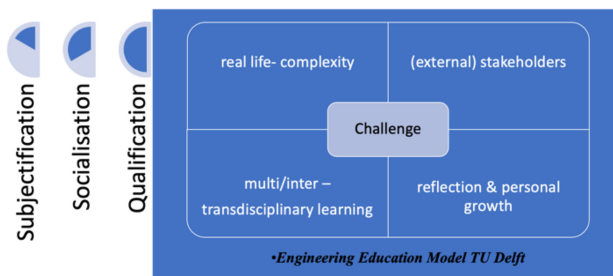 Subjectification
Socialisation
Qualification
real life- complexity
(external) stakeholders
Challenge
multi/inter –
transdisciplinary learning
reflection & personal
growth
•Engineering Education Model TU Delft